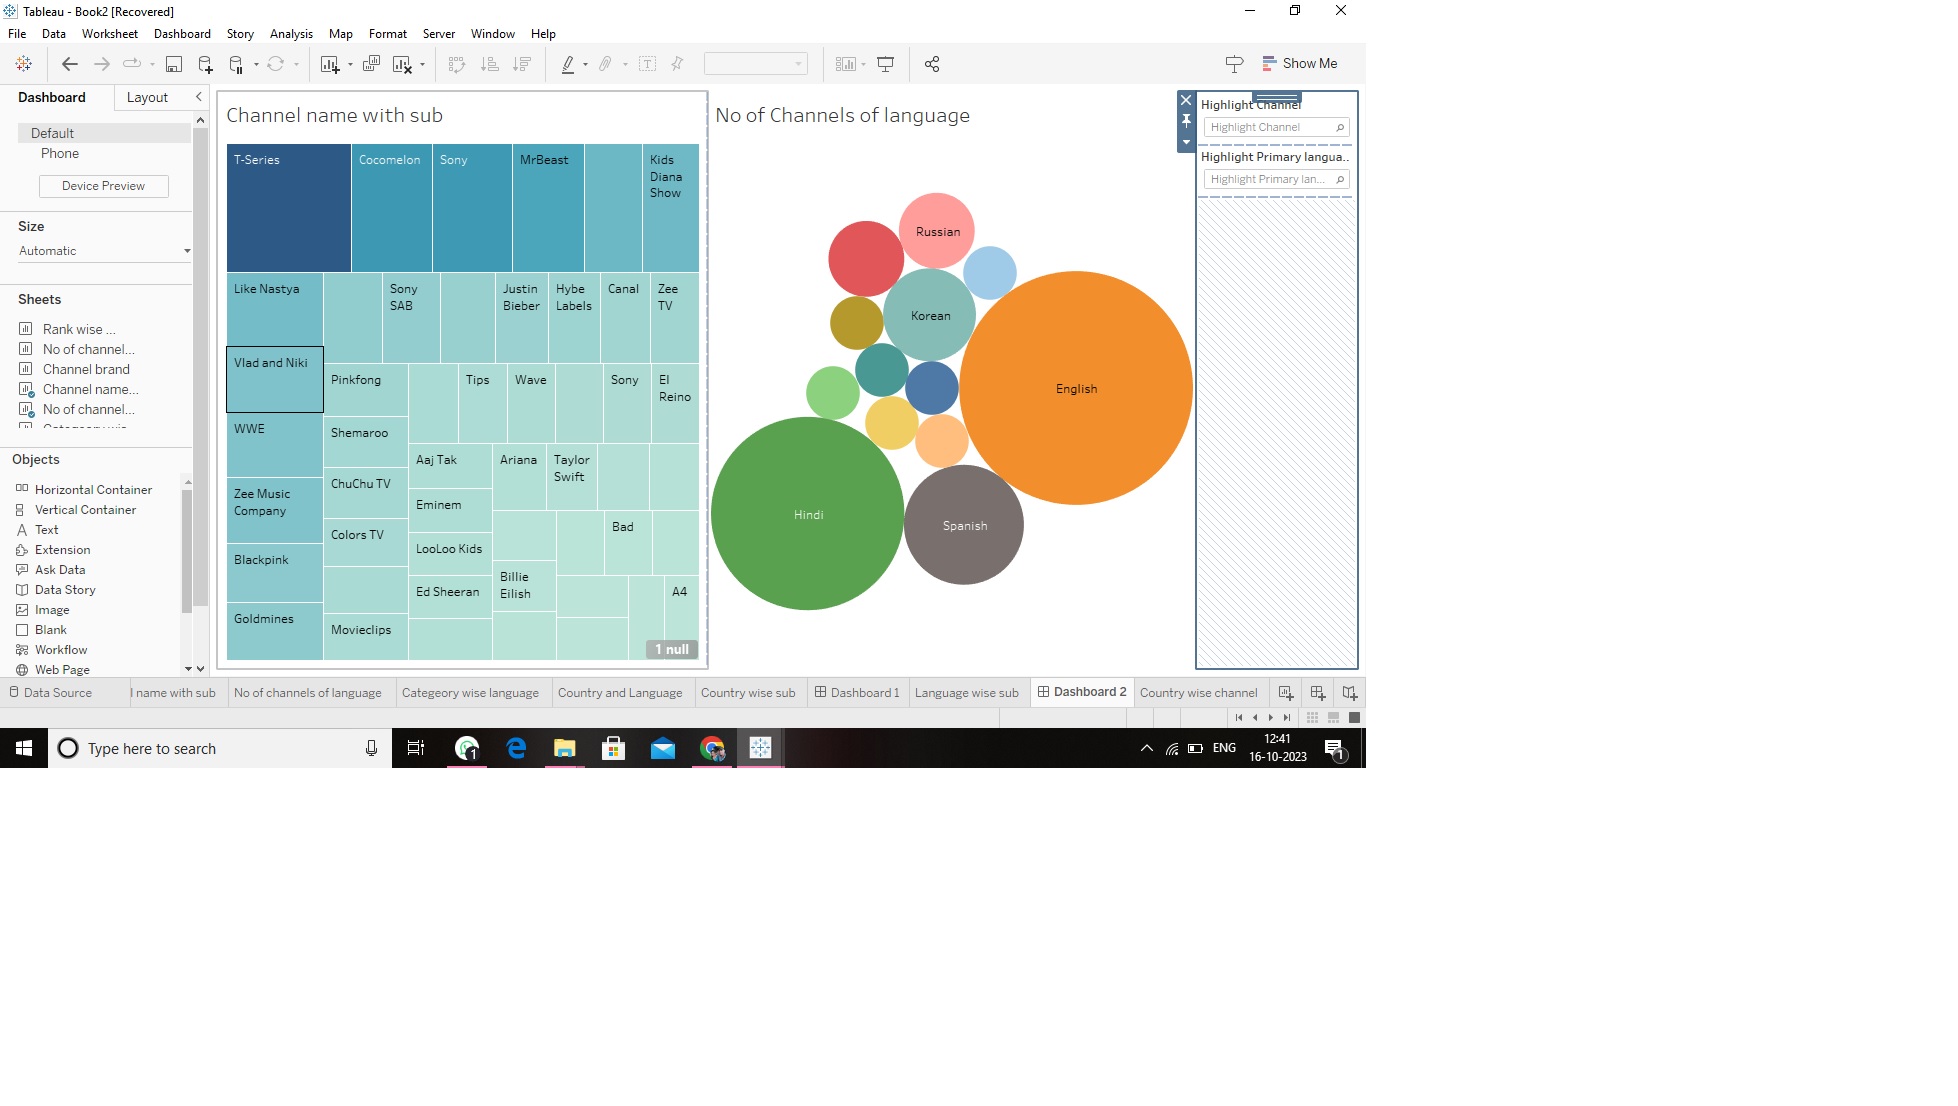 Tableau - Book2 [Recovered]
File Data Worksheet Dashboard Story Analysis Map Format Server Window Help
Show Me
Dashboard Layout
Default
Phone
Device Preview
Size
Automatic
Sheets
Rank wise ...
No of channel...
Channel brand
Channel name...
No of channel...
Objects
Horizontal Container
Vertical Container
Text
Extension
Ask Data
Data Story
Image
Blank
Workflow
Web Page
Channel name with sub
T-Series
Cocomelon
Sony
MrBeast
Kids
Diana
Show
Like Nastya
Sony
SAB
Justin
Bieber
Hybe
Labels
Canal
Zee
TV
Vlad and Niki
Pinkfong
Tips
Wave
Sony
El
Reino
WWE
Shemaroo
Aaj Tak
Ariana
Taylor
Swift
Zee Music
Company
ChuChu TV
Eminem
Bad
Colors TV
LooLoo Kids
Blackpink
Billie
Eilish
Ed Sheeran
A4
Goldmines
Movieclips
1 null
No of Channels of language
Russian
Korean
English
Hindi
Spanish
Highlight Channel
Highlight Channel
Highlight Primary langua..
Highlight Primary lan...
Data Source
l name with sub
No of channels of language
Categeory wise language
Country and Language
Country wise sub
Dashboard 1
Language wise sub
Dashboard 2
Country wise channel
Type here to search
1
ENG
12:41
16-10-2023
1